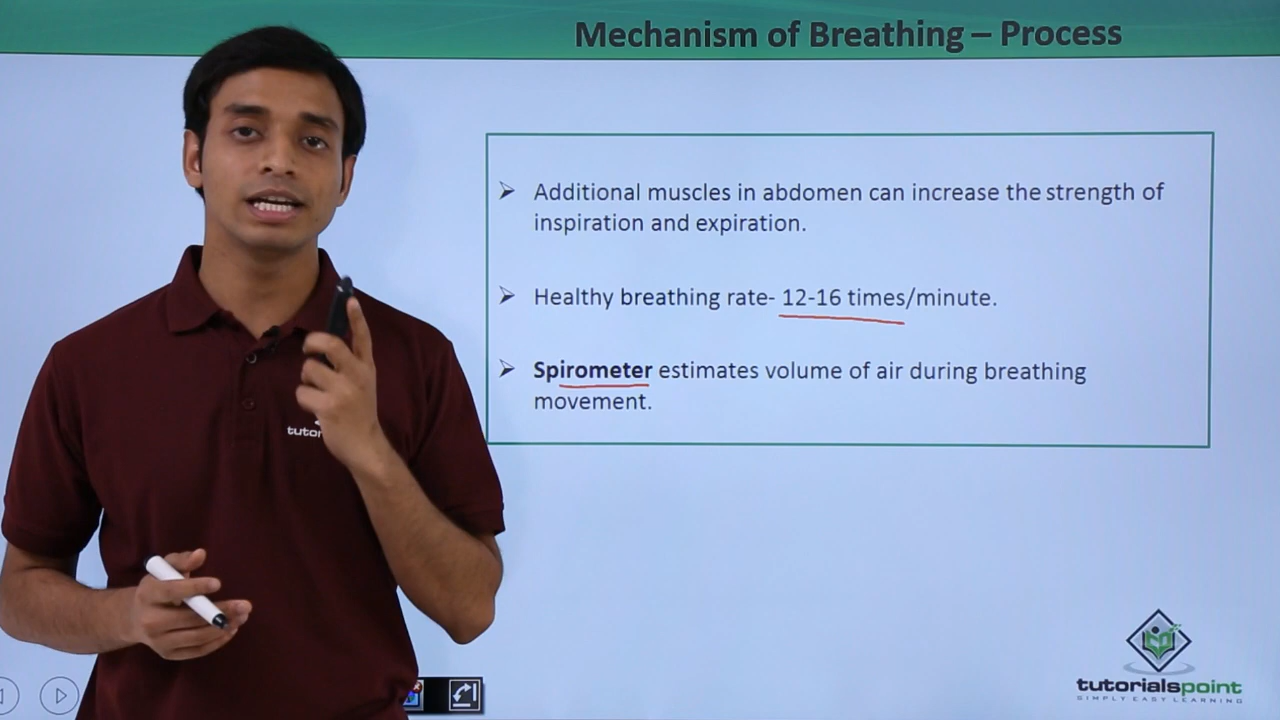 Mechanism of Breathing – Process
Additional muscles in abdomen can increase the strength of
inspiration and expiration.
Healthy breathing rate- 12-16 times/minute.
Spirometer estimates volume of air during breathing
movement.
tutor
tutorialspoint
SIMPLY EASY LEARNING